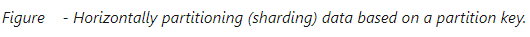 Figure - Horizontally partitioning (sharding) data based on a partition key.